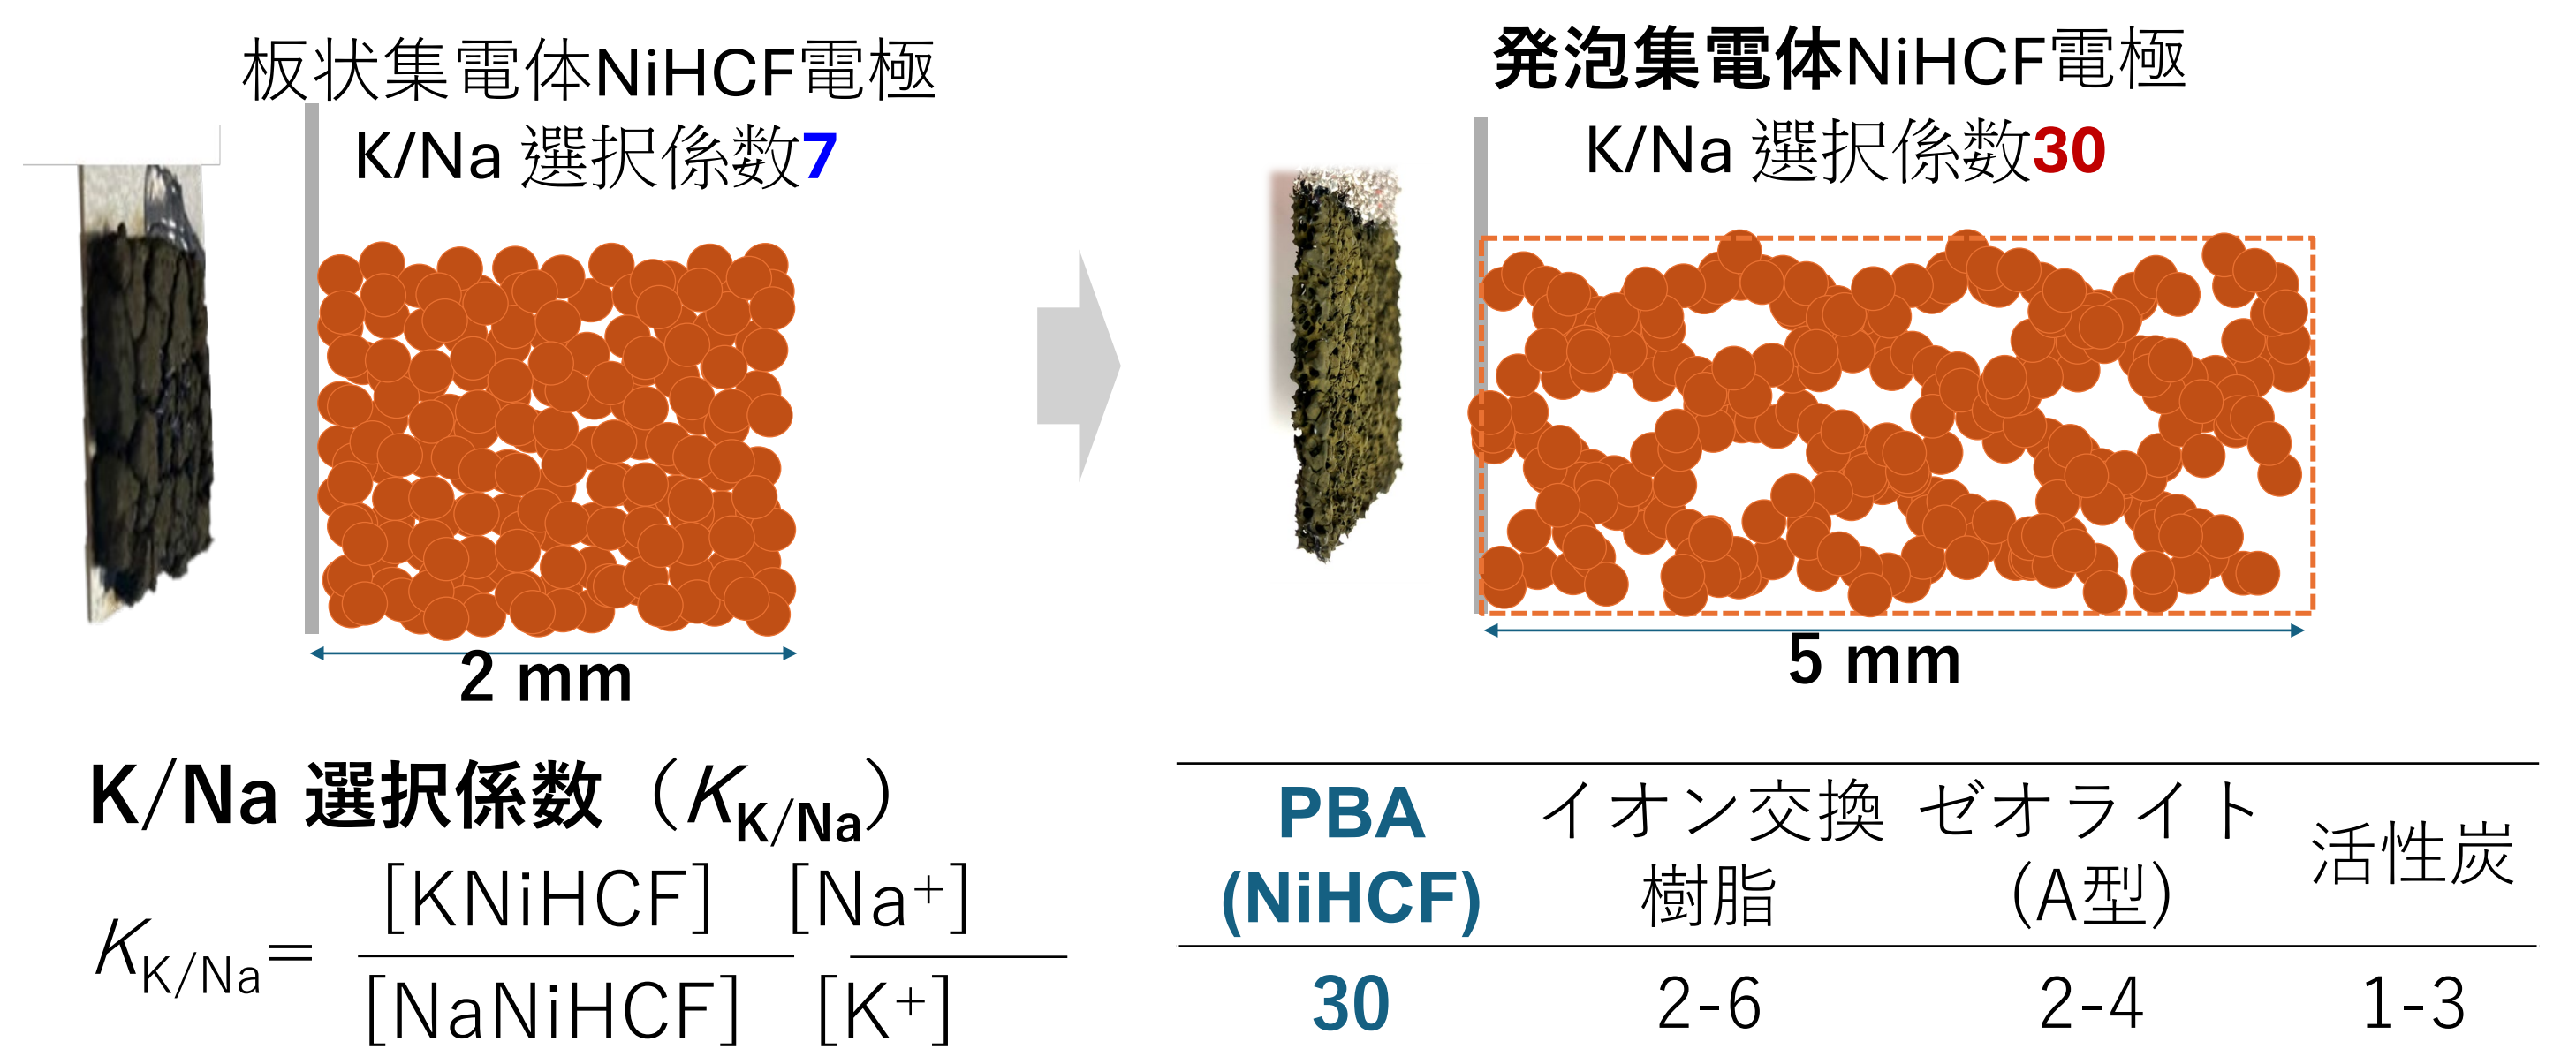 板状集電体NiHCF電極
K/Na 選択係数7
2 mm
発泡集電体NiHCF電極
K/Na 選択係数30
5 mm
K/Na 選択係数（KK/Na）
KK/Na= [KNiHCF] [Na+]
[NaNiHCF] [K+]
PBA (NiHCF) イオン交換樹脂 ゼオライト (A型) 活性炭
30 2-6 2-4 1-3